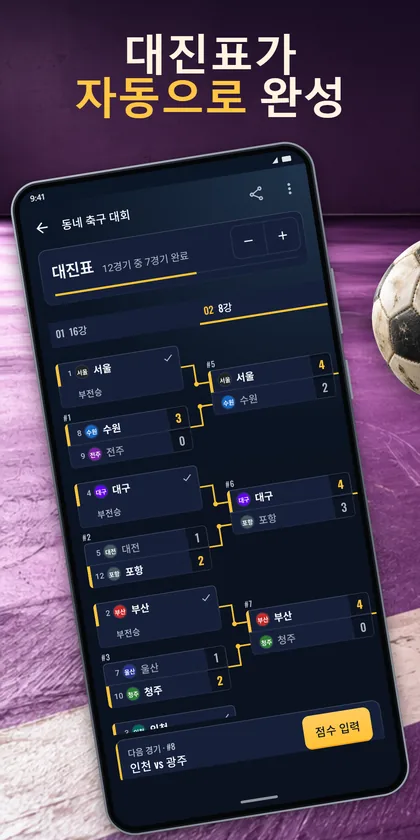 대진표가
자동으로 완성
9:41
동네 축구 대회
대진표 12경기 중 7경기 완료
− +
01 16강
02 8강
1 서울 서울
부전승
#1
8 수원 수원 3
9 전주 전주 0
#5
서울 서울 4
수원 수원 2
4 대구 대구
부전승
#2
5 대전 대전 1
12 포항 포항 2
#6
대구 대구 4
포항 포항 3
2 부산 부산
부전승
#3
7 울산 울산 1
10 청주 청주 2
#7
부산 부산 4
청주 청주 0
다음 경기 · #8
인천 vs 광주
점수 입력